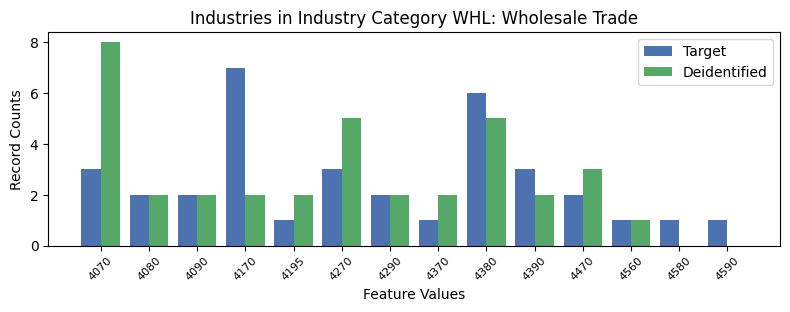 Industries in Industry Category WHL: Wholesale Trade
Target
Deidentified
Record Counts
8
6
4
2
0
4070 4080 4090 4170 4195 4270 4290 4370 4380 4390 4470 4560 4580 4590
Feature Values